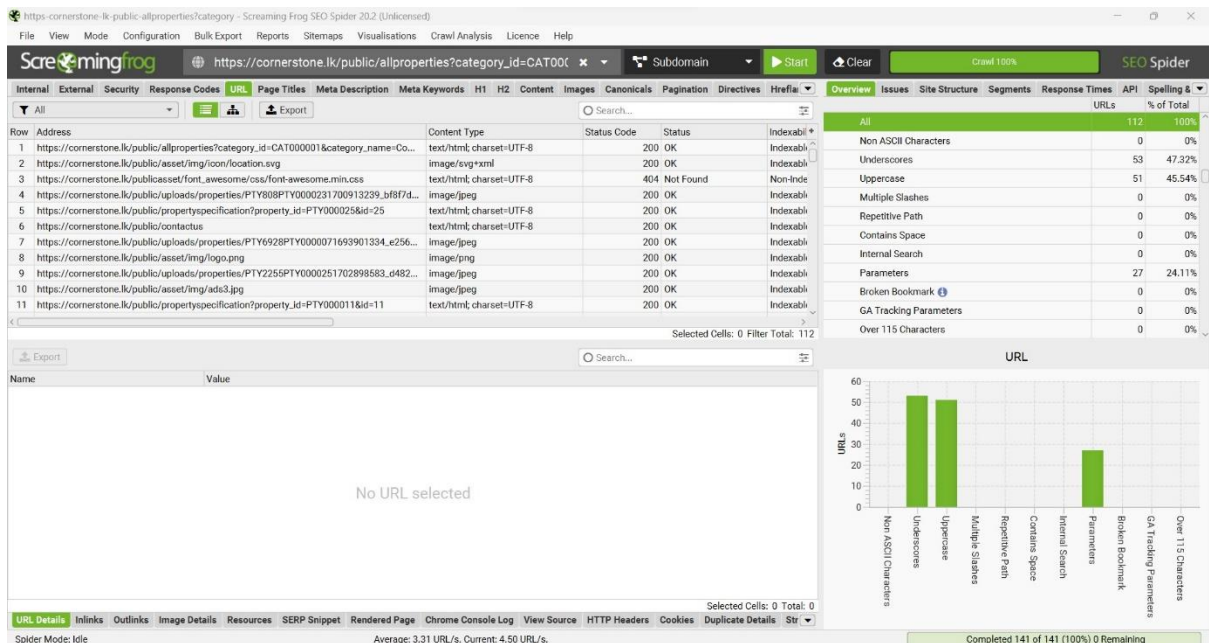 https-cornerstone-lk-public-allproperties?category - Screaming Frog SEO Spider 20.2 (Unlicensed)
File View Mode Configuration Bulk Export Reports Sitemaps Visualisations Crawl Analysis Licence Help
Screamingfrog https://cornerstone.lk/public/allproperties?category_id=CAT000 Subdomain Start Clear Crawl 100% SEO Spider
Internal External Security Response Codes URL Page Titles Meta Description Meta Keywords H1 H2 Content Images Canonicals Pagination Directives Hrefla
All Export Search...
Row Address Content Type Status Code Status Indexabil
1 https://cornerstone.lk/public/allproperties?category_id=CAT000001&category_name=Co... text/html; charset=UTF-8 200 OK Indexabl
2 https://cornerstone.lk/public/asset/img/icon/location.svg image/svg+xml 200 OK Indexabl
3 https://cornerstone.lk/publicasset/font_awesome/css/font-awesome.min.css text/html; charset=UTF-8 404 Not Found Non-Inde
4 https://cornerstone.lk/public/uploads/properties/PTY808PTY0000231700913239_bf8f7d... image/jpeg 200 OK Indexabl
5 https://cornerstone.lk/public/propertyspecification?property_id=PTY000025&id=25 text/html; charset=UTF-8 200 OK Indexabl
6 https://cornerstone.lk/public/contactus text/html; charset=UTF-8 200 OK Indexabl
7 https://cornerstone.lk/public/uploads/properties/PTY6928PTY0000071693901334_e256... image/jpeg 200 OK Indexabl
8 https://cornerstone.lk/public/asset/img/logo.png image/png 200 OK Indexabl
9 https://cornerstone.lk/public/uploads/properties/PTY2255PTY0000251702898583_d482... image/jpeg 200 OK Indexabl
10 https://cornerstone.lk/public/asset/img/ads3.jpg image/jpeg 200 OK Indexabl
11 https://cornerstone.lk/public/propertyspecification?property_id=PTY000011&id=11 text/html; charset=UTF-8 200 OK Indexabl
Selected Cells: 0 Filter Total: 112
Export Search...
Name Value
No URL selected
Selected Cells: 0 Total: 0
URL Details Inlinks Outlinks Image Details Resources SERP Snippet Rendered Page Chrome Console Log View Source HTTP Headers Cookies Duplicate Details Str
Overview Issues Site Structure Segments Response Times API Spelling &
URLs % of Total
All 112 100%
Non ASCII Characters 0 0%
Underscores 53 47.32%
Uppercase 51 45.54%
Multiple Slashes 0 0%
Repetitive Path 0 0%
Contains Space 0 0%
Internal Search 0 0%
Parameters 27 24.11%
Broken Bookmark 0 0%
GA Tracking Parameters 0 0%
Over 115 Characters 0 0%
URL
URLs
60
50
40
30
20
10
0
Non ASCII Characters
Underscores
Uppercase
Multiple Slashes
Repetitive Path
Contains Space
Internal Search
Parameters
Broken Bookmark
GA Tracking Parameters
Over 115 Characters
Spider Mode: Idle Average: 3.31 URL/s. Current: 4.50 URL/s. Completed 141 of 141 (100%) 0 Remaining